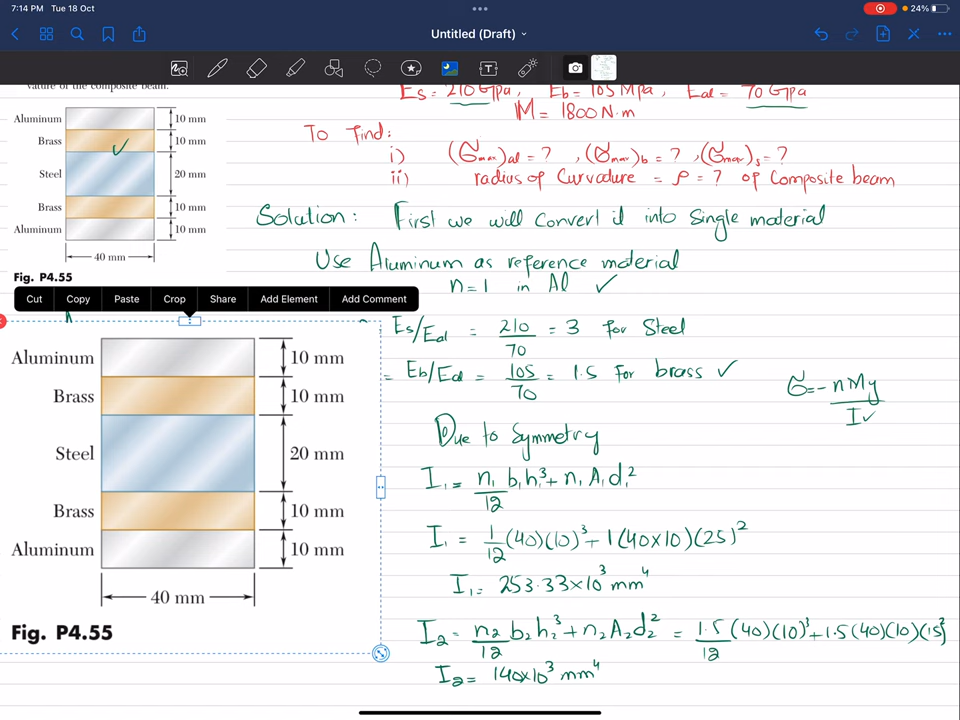 7:14 PM Tue 18 Oct
24%
Untitled (Draft)
vature of the composite beam.
Es = 210 Gpa, Eb = 105 Mpa, Eal = 70 Gpa
M = 1800 N.m
Aluminum
Brass
Steel
Brass
Aluminum
10 mm
10 mm
20 mm
10 mm
10 mm
40 mm
Fig. P4.55
To find:
i) (σmax)al = ?, (σmax)b = ?, (σmax)s = ?
ii) radius of Curvadure = ρ = ? of Composite beam
Solution: First we will convert it into Single material
Use Aluminum as reference material
n=1 in Al ✓
Cut Copy Paste Crop Share Add Element Add Comment
Es/Eal = 210/70 = 3 for Steel
= Eb/Eal = 105/70 = 1.5 for brass ✓
σ = - nMy/I ✓
Aluminum
Brass
Steel
Brass
Aluminum
10 mm
10 mm
20 mm
10 mm
10 mm
40 mm
Fig. P4.55
Due to Symmetry
I₁ = n₁/12 b₁h₁³ + n₁A₁d₁²
I₁ = 1/12 (40)(10)³ + 1(40x10)(25)²
I₁ = 253.33x10³ mm⁴
I₂ = n₂/12 b₂h₂³ + n₂A₂d₂² = 1.5/12 (40)(10)³ + 1.5(40)(10)(15)²
I₂ = 140x10³ mm⁴